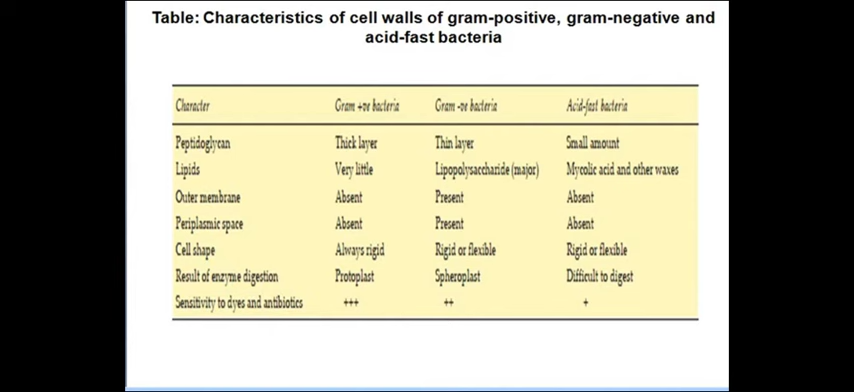 Table: Characteristics of cell walls of gram-positive, gram-negative and
acid-fast bacteria
Character Gram +ve bacteria Gram -ve bacteria Acid-fast bacteria
Peptidoglycan Thick layer Thin layer Small amount
Lipids Very little Lipopolysaccharide (major) Mycolic acid and other waxes
Outer membrane Absent Present Absent
Periplasmic space Absent Present Absent
Cell shape Always rigid Rigid or flexible Rigid or flexible
Result of enzyme digestion Protoplast Spheroplast Difficult to digest
Sensitivity to dyes and antibiotics +++ ++ +